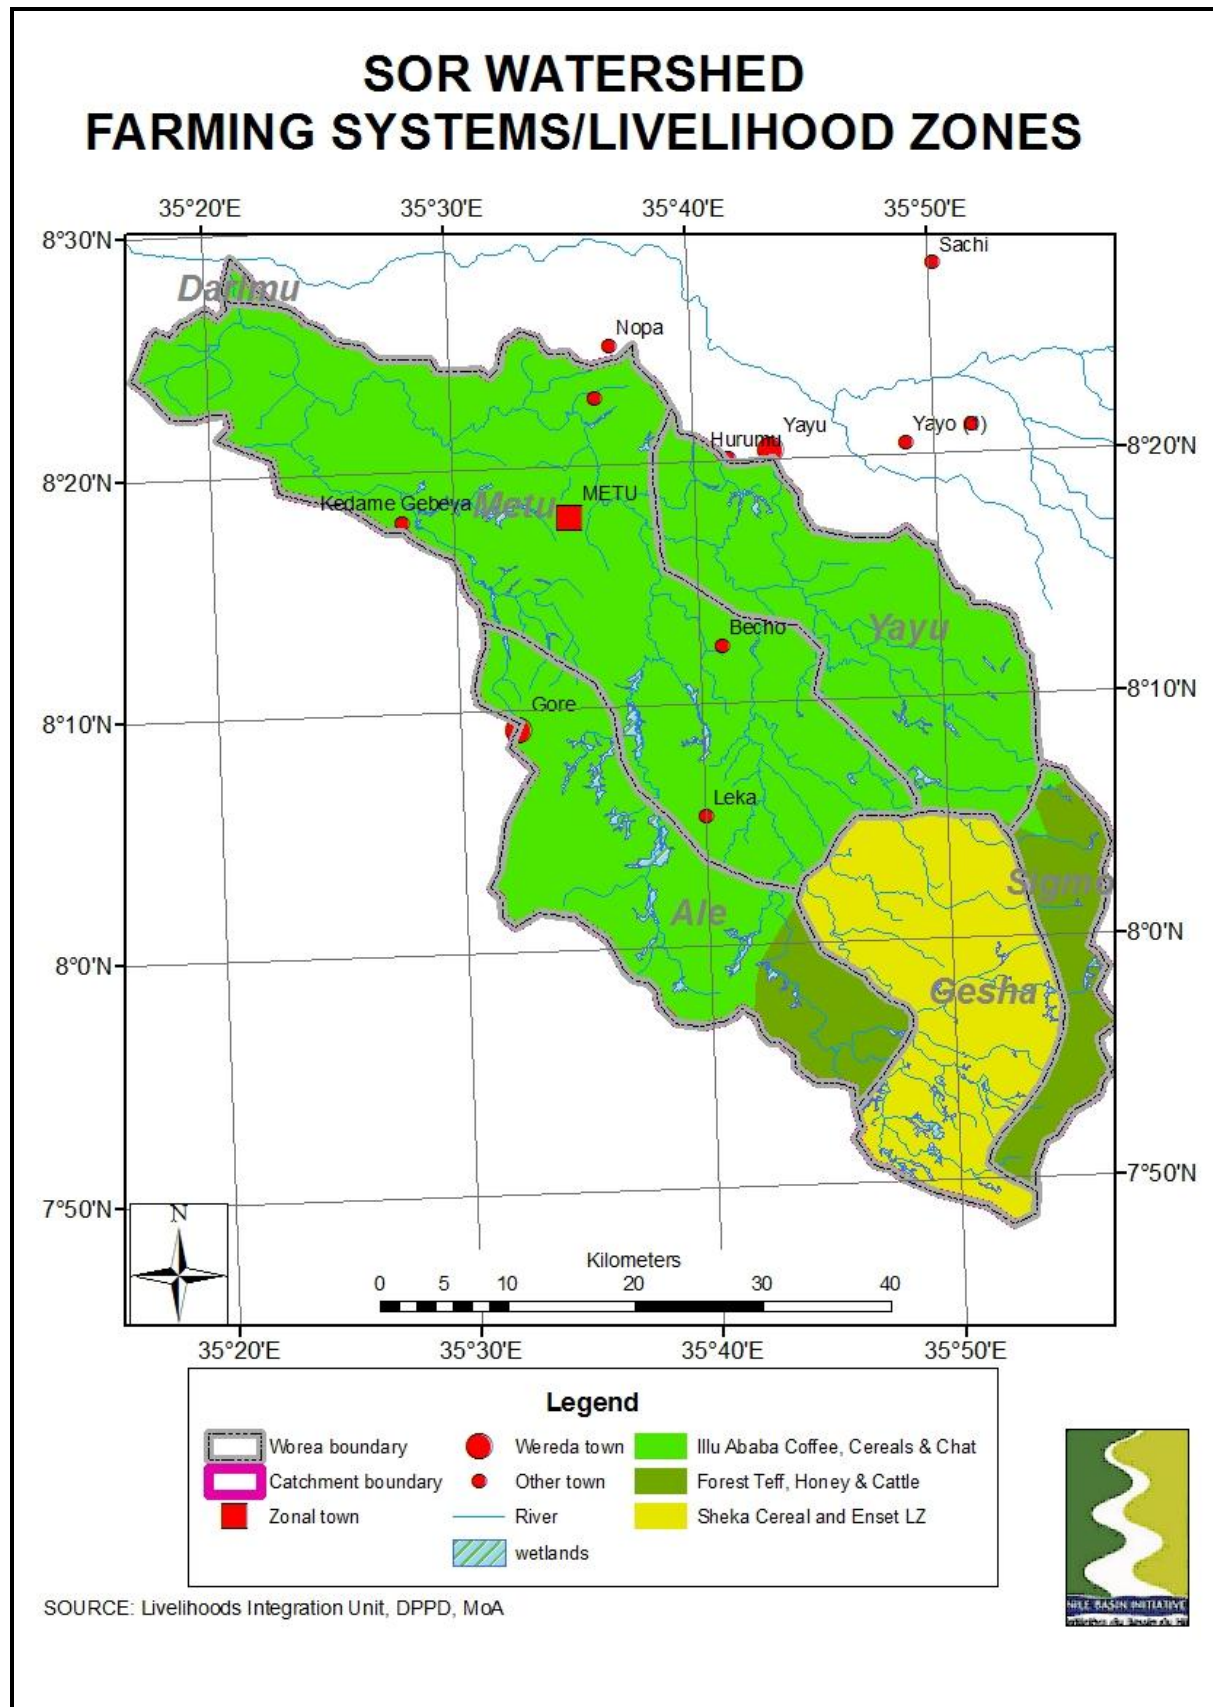 SOR WATERSHED
FARMING SYSTEMS/LIVELIHOOD ZONES
35°20'E 35°30'E 35°40'E 35°50'E
8°30'N
Sachi
Darimu
Nopa
Hurumu Yayu Yayo
8°20'N
8°20'N
Kedame Gebeya Metu METU
Becho Yayu
8°10'N
Gore
8°10'N
Leka
Sigmo
Ale
8°0'N
8°0'N
Gesha
7°50'N
7°50'N
N
Kilometers
0 5 10 20 30 40
35°20'E 35°30'E 35°40'E 35°50'E
Legend
Worea boundary Wereda town Illu Ababa Coffee, Cereals & Chat
Catchment boundary Other town Forest Teff, Honey & Cattle
Zonal town River Sheka Cereal and Enset LZ
wetlands
NILE BASIN INITIATIVE
SOURCE: Livelihoods Integration Unit, DPPD, MoA